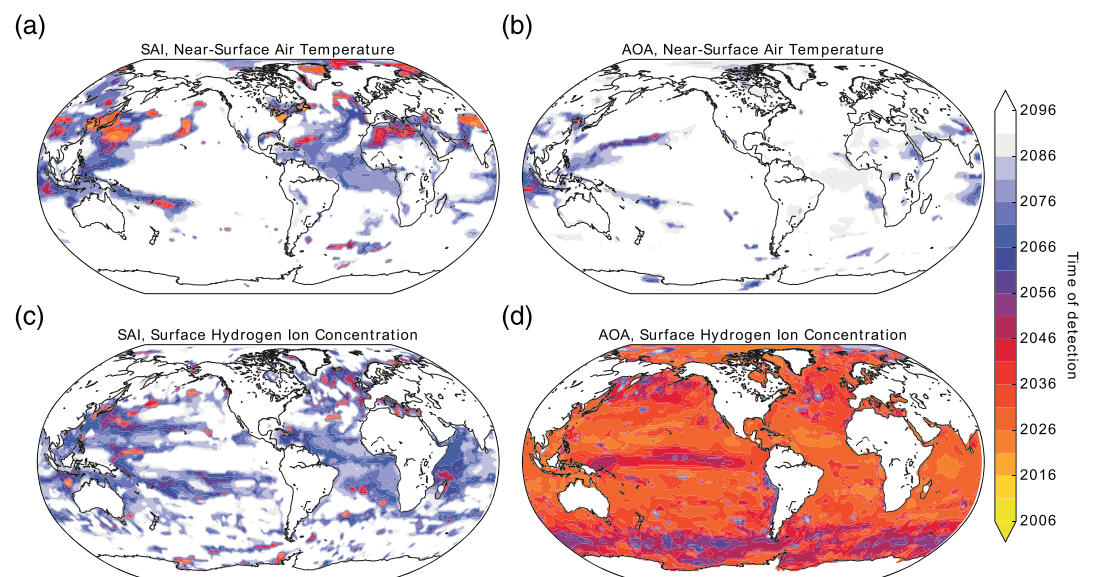 (a)
SAI, Near-Surface Air Temperature
(b)
AOA, Near-Surface Air Temperature
(c)
SAI, Surface Hydrogen Ion Concentration
(d)
AOA, Surface Hydrogen Ion Concentration
2096
2086
2076
2066
2056
2046
2036
2026
2016
2006
Time of detection